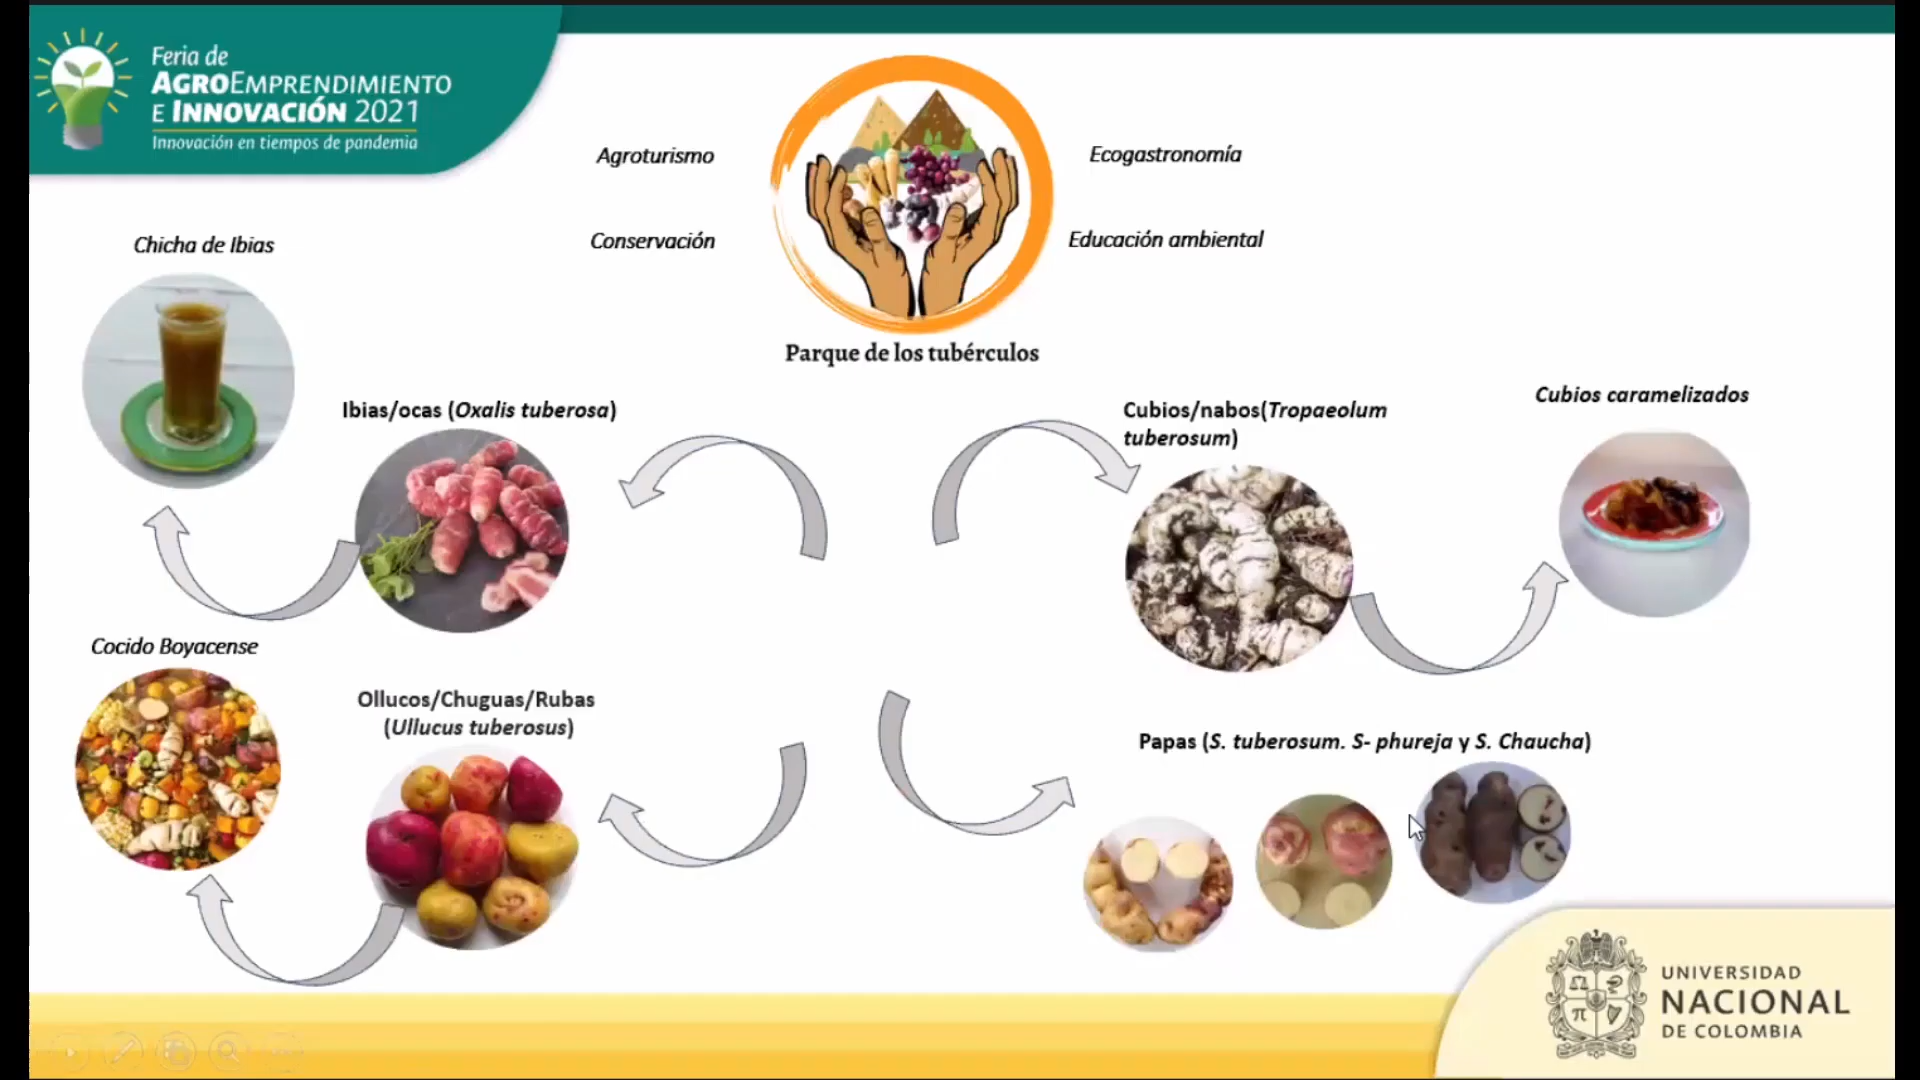 Feria de
AGROEMPRENDIMIENTO
E INNOVACIÓN 2021
Innovación en tiempos de pandemia
Agroturismo
Ecogastronomía
Conservación
Educación ambiental
Parque de los tubérculos
Chicha de Ibias
Ibias/ocas (Oxalis tuberosa)
Cubios/nabos(Tropaeolum
tuberosum)
Cubios caramelizados
Cocido Boyacense
Ollucos/Chuguas/Rubas
(Ullucus tuberosus)
Papas (S. tuberosum. S- phureja y S. Chaucha)
UNIVERSIDAD
NACIONAL
DE COLOMBIA